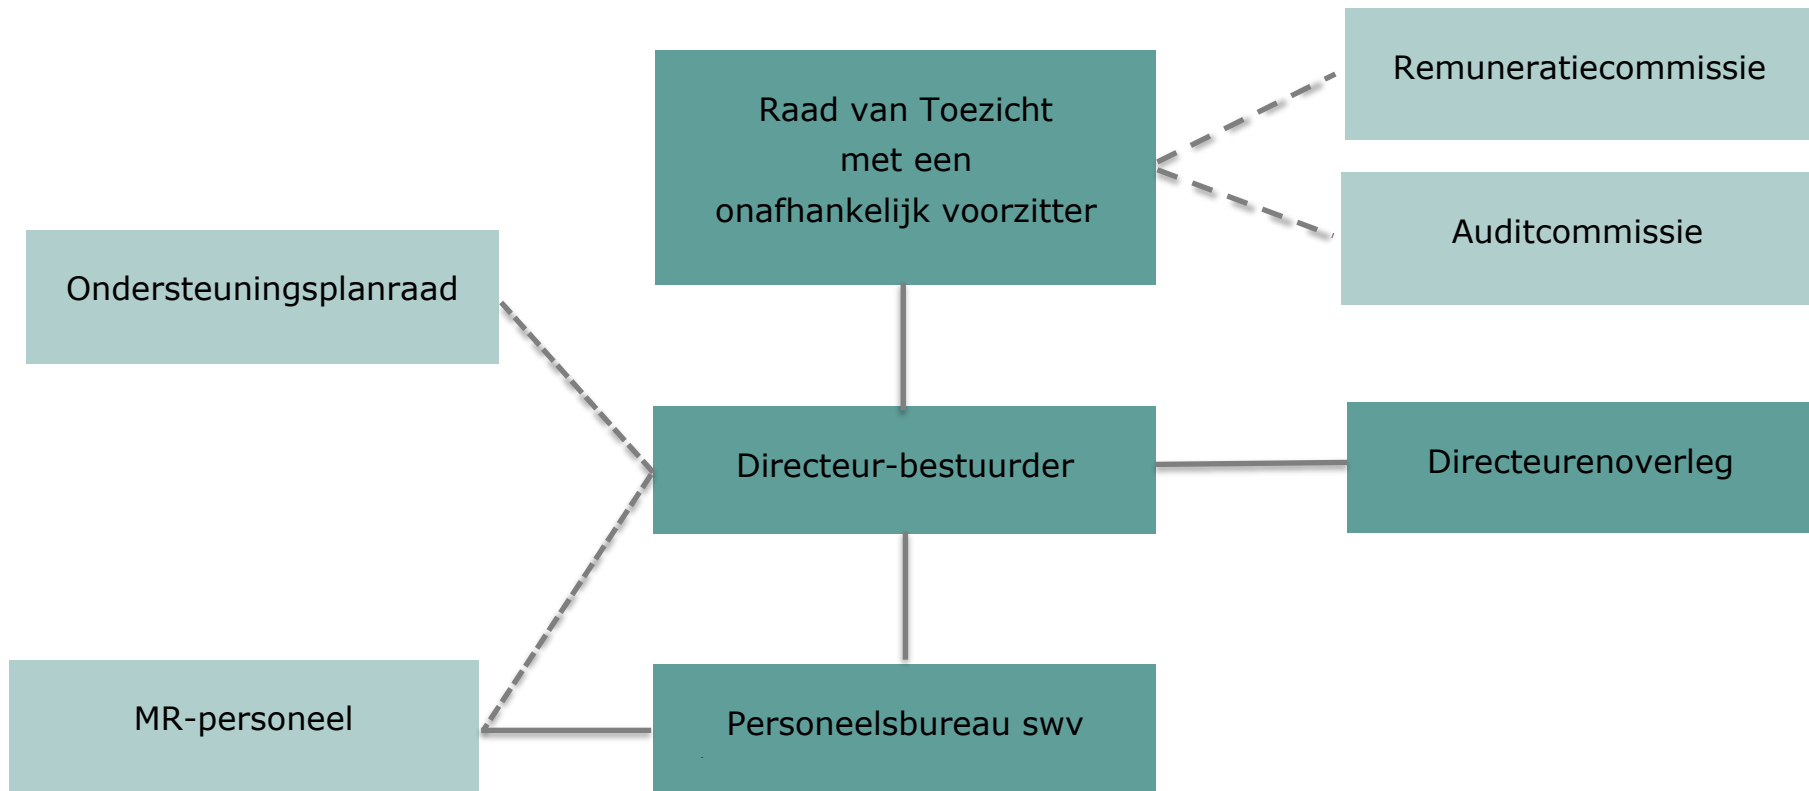 Remuneratiecommissie
Raad van Toezicht
met een
onafhankelijk voorzitter
Auditcommissie
Ondersteuningsplanraad
Directeur-bestuurder
Directeurenoverleg
MR-personeel
Personeelsbureau swv